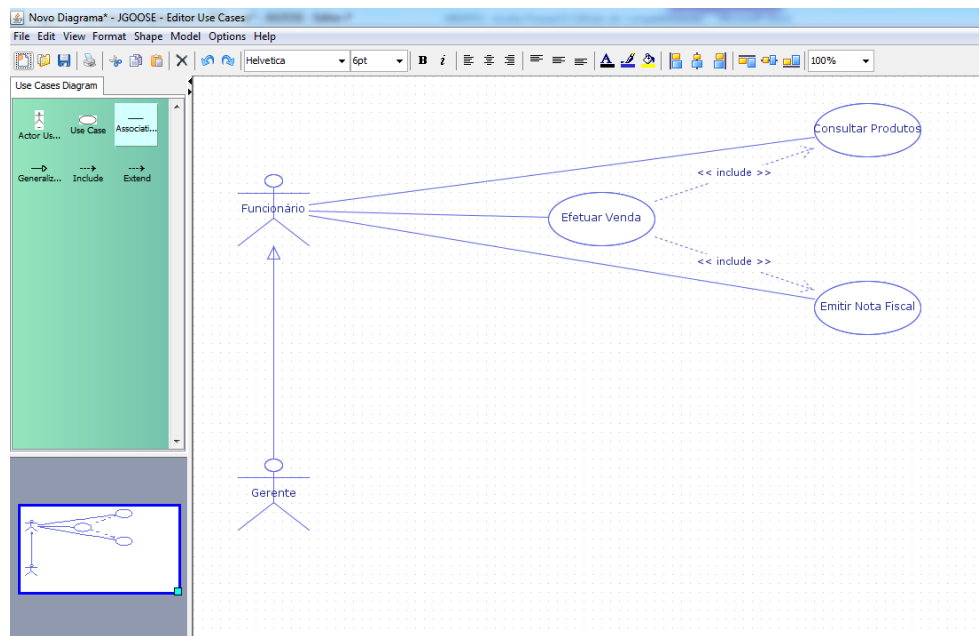 Novo Diagrama* - JGOOSE - Editor Use Cases
File Edit View Format Shape Model Options Help
Helvetica 6pt B i A 100%
Use Cases Diagram
Actor Us... Use Case Associati...
Generaliz... Include Extend
Consultar Produtos
<< include >>
Funcionário
Efetuar Venda
<< include >>
Emitir Nota Fiscal
Gerente